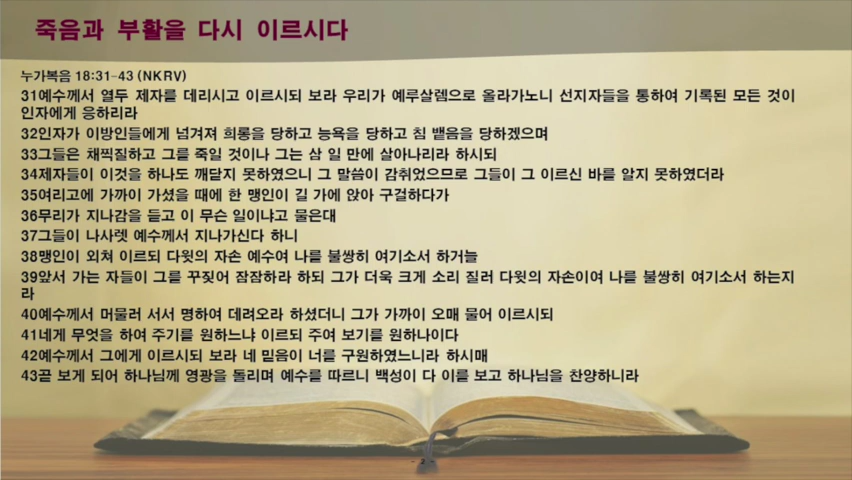 죽음과 부활을 다시 이르시다
누가복음 18:31-43 (NKRV)
31예수께서 열두 제자를 데리시고 이르시되 보라 우리가 예루살렘으로 올라가노니 선지자들을 통하여 기록된 모든 것이
인자에게 응하리라
32인자가 이방인들에게 넘겨져 희롱을 당하고 능욕을 당하고 침 뱉음을 당하겠으며
33그들은 채찍질하고 그를 죽일 것이나 그는 삼 일 만에 살아나리라 하시되
34제자들이 이것을 하나도 깨닫지 못하였으니 그 말씀이 감취었으므로 그들이 그 이르신 바를 알지 못하였더라
35여리고에 가까이 가셨을 때에 한 맹인이 길 가에 앉아 구걸하다가
36무리가 지나감을 듣고 이 무슨 일이냐고 물은대
37그들이 나사렛 예수께서 지나가신다 하니
38맹인이 외쳐 이르되 다윗의 자손 예수여 나를 불쌍히 여기소서 하거늘
39앞서 가는 자들이 그를 꾸짖어 잠잠하라 하되 그가 더욱 크게 소리 질러 다윗의 자손이여 나를 불쌍히 여기소서 하는지
라
40예수께서 머물러 서서 명하여 데려오라 하셨더니 그가 가까이 오매 물어 이르시되
41네게 무엇을 하여 주기를 원하느냐 이르되 주여 보기를 원하나이다
42예수께서 그에게 이르시되 보라 네 믿음이 너를 구원하였느니라 하시매
43곧 보게 되어 하나님께 영광을 돌리며 예수를 따르니 백성이 다 이를 보고 하나님을 찬양하니라